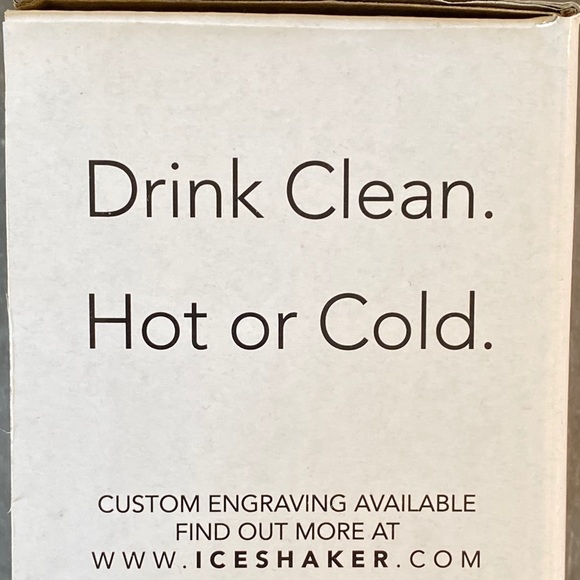 Drink Clean.
Hot or Cold.
CUSTOM ENGRAVING AVAILABLE
FIND OUT MORE AT
WWW.ICESHAKER.COM